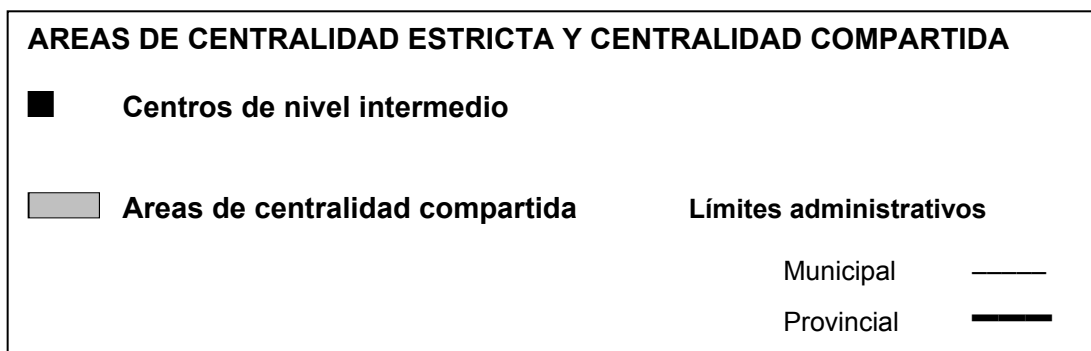 AREAS DE CENTRALIDAD ESTRICTA Y CENTRALIDAD COMPARTIDA
Centros de nivel intermedio
Areas de centralidad compartida
Límites administrativos
Municipal
Provincial